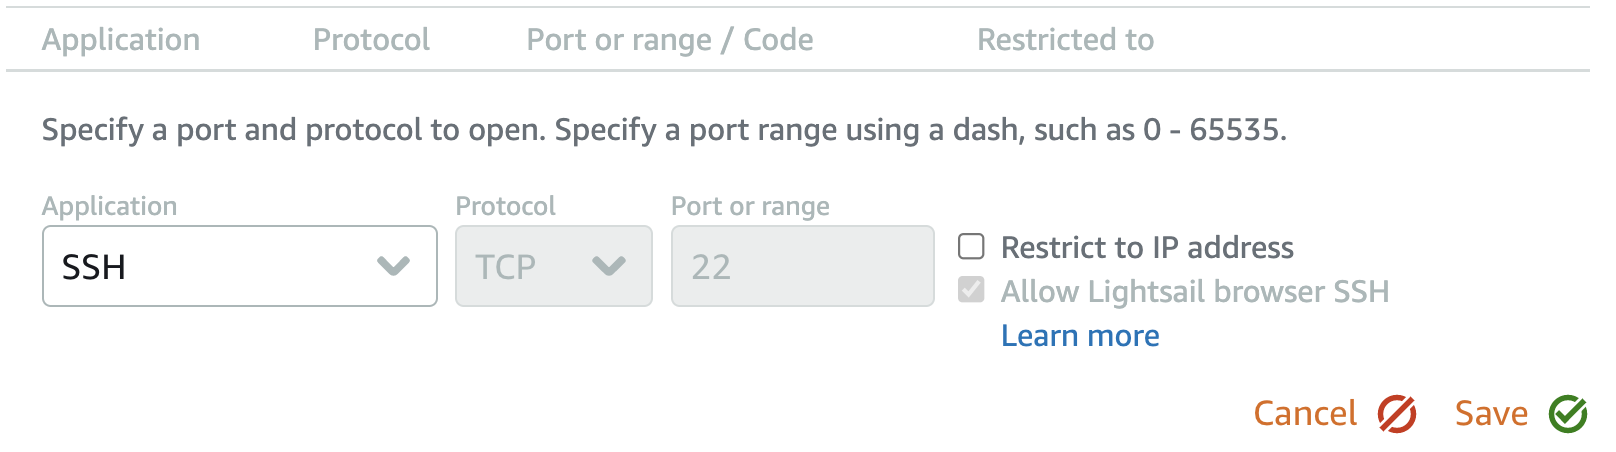 Application Protocol Port or range / Code Restricted to
Specify a port and protocol to open. Specify a port range using a dash, such as 0 - 65535.
Application Protocol Port or range
SSH TCP 22
Restrict to IP address
Allow Lightsail browser SSH
Learn more
Cancel Save